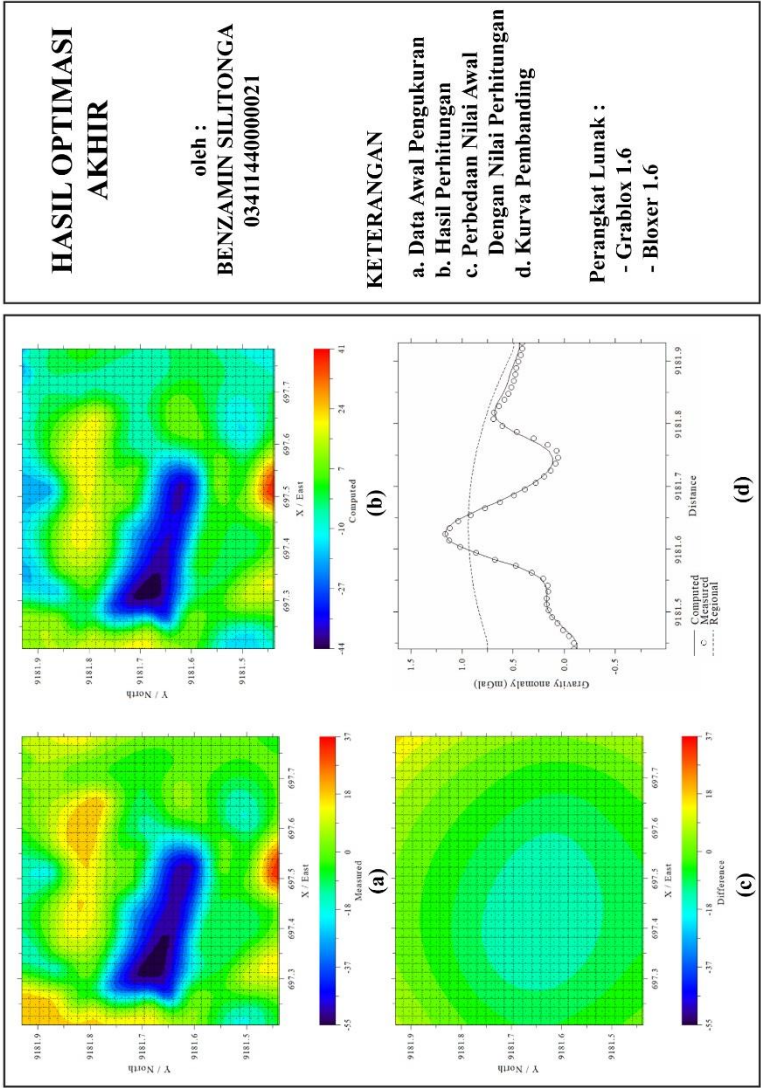 HASIL OPTIMASI
AKHIR
oleh :
BENZAMIN SILITONGA
03411440000021
KETERANGAN
a. Data Awal Pengukuran
b. Hasil Perhitungan
c. Perbedaan Nilai Awal
Dengan Nilai Perhitungan
d. Kurva Pembanding
Perangkat Lunak :
- Grablox 1.6
- Bloxer 1.6
Y / North
9181.9
9181.8
9181.7
9181.6
9181.5
697.3 697.4 697.5 697.6 697.7
X / East
-55 -37 -18 0 18 37
Measured
(a)
Y / North
9181.9
9181.8
9181.7
9181.6
9181.5
697.3 697.4 697.5 697.6 697.7
X / East
-44 -27 -10 7 24 41
Computed
(b)
Y / North
9181.9
9181.8
9181.7
9181.6
9181.5
697.3 697.4 697.5 697.6 697.7
X / East
-55 -37 -18 0 18 37
Difference
(c)
Gravity anomaly (mGal)
1.5
1.0
0.5
0.0
-0.5
9181.5 9181.6 9181.7 9181.8 9181.9
Distance
Computed
Measured
Regional
(d)